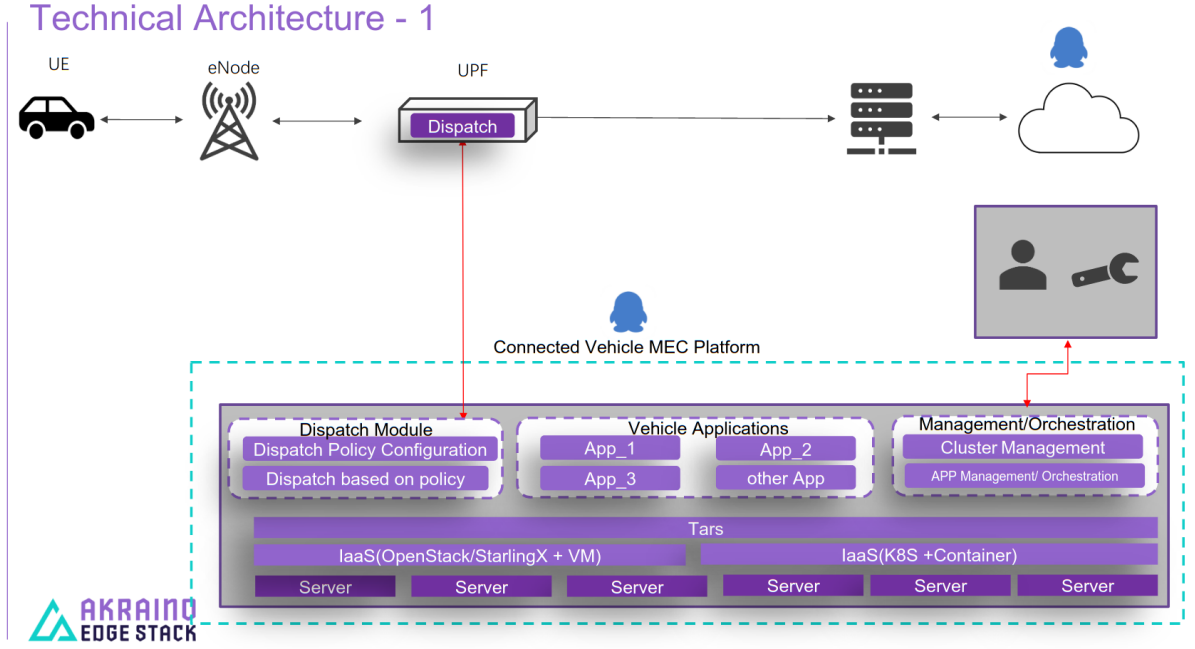 Technical Architecture - 1
UE
eNode
UPF
Dispatch
Connected Vehicle MEC Platform
Dispatch Module
Dispatch Policy Configuration
Dispatch based on policy
Vehicle Applications
App_1
App_2
App_3
other App
Management/Orchestration
Cluster Management
APP Management/ Orchestration
Tars
IaaS(OpenStack/StarlingX + VM)
IaaS(K8S +Container)
Server
Server
Server
Server
Server
Server
AKRAINO
EDGE STACK